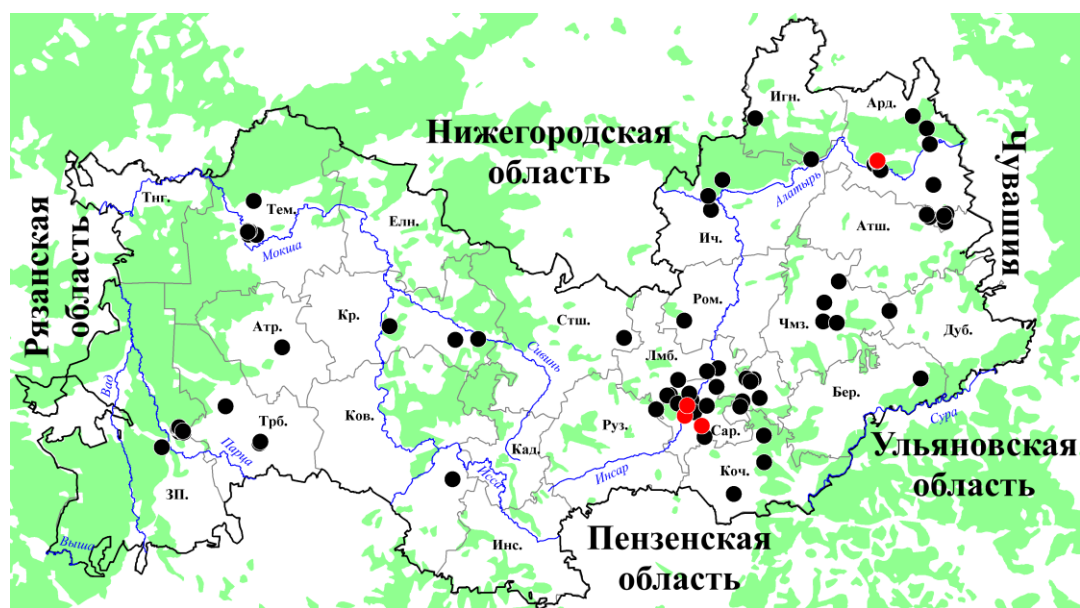 Игн.
Ард.
Нижегородская
область
Чувашия
Рязанская
область
Тнг.
Тем.
Мокша
Елн.
Алатырь
Ич.
Атш.
Атр.
Кр.
Стш.
Ром.
Чмз.
Дуб.
Сивинь
Лмб.
Бер.
Вад
Трб.
Ков.
Руз.
Сар.
Сура
Парца
Кад.
Ульяновская
область
ЗП.
Исса
Инсар
Коч.
Выша
Инс.
Пензенская
область